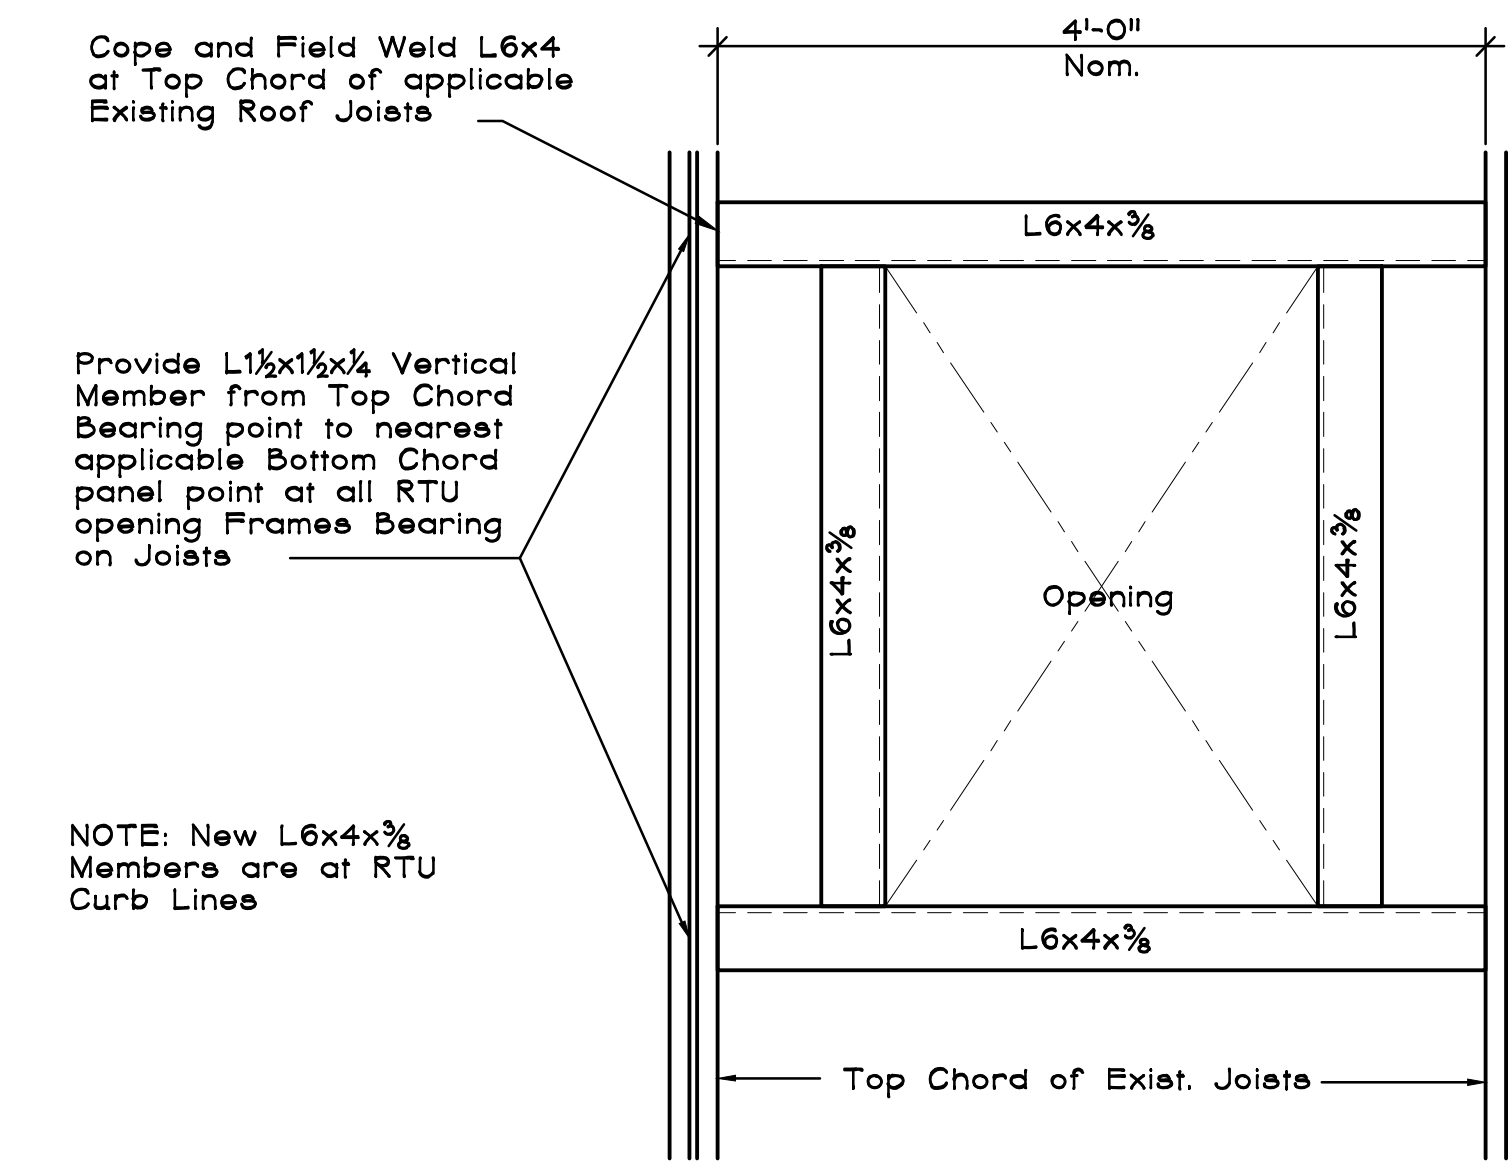 4'-0"
Nom.
Cope and Field Weld L6x4
at Top Chord of applicable
Existing Roof Joists
L6x4x⅜
Provide L1½x1½x¼ Vertical
Member from Top Chord
Bearing point to nearest
applicable Bottom Chord
panel point at all RTU
opening Frames Bearing
on Joists
L6x4x⅜
Opening
L6x4x⅜
NOTE: New L6x4x⅜
Members are at RTU
Curb Lines
L6x4x⅜
Top Chord of Exist. Joists